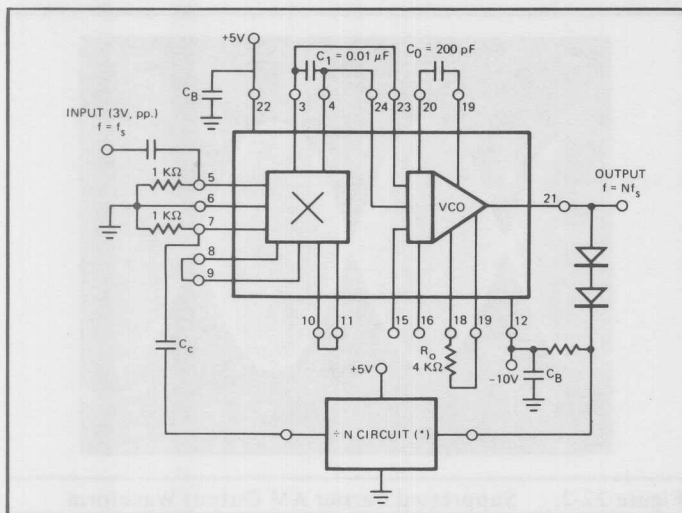 +5V
C1 = 0.01 μF
C0 = 200 pF
CB
22
3
4
24
23
20
19
INPUT (3V, pp.)
f = fs
1 KΩ
5
6
1 KΩ
7
8
9
VCO
21
OUTPUT
f = Nfs
10
11
15
16
18
19
12
Ro
4 KΩ
-10V
CB
Cc
+5V
÷ N CIRCUIT (*)